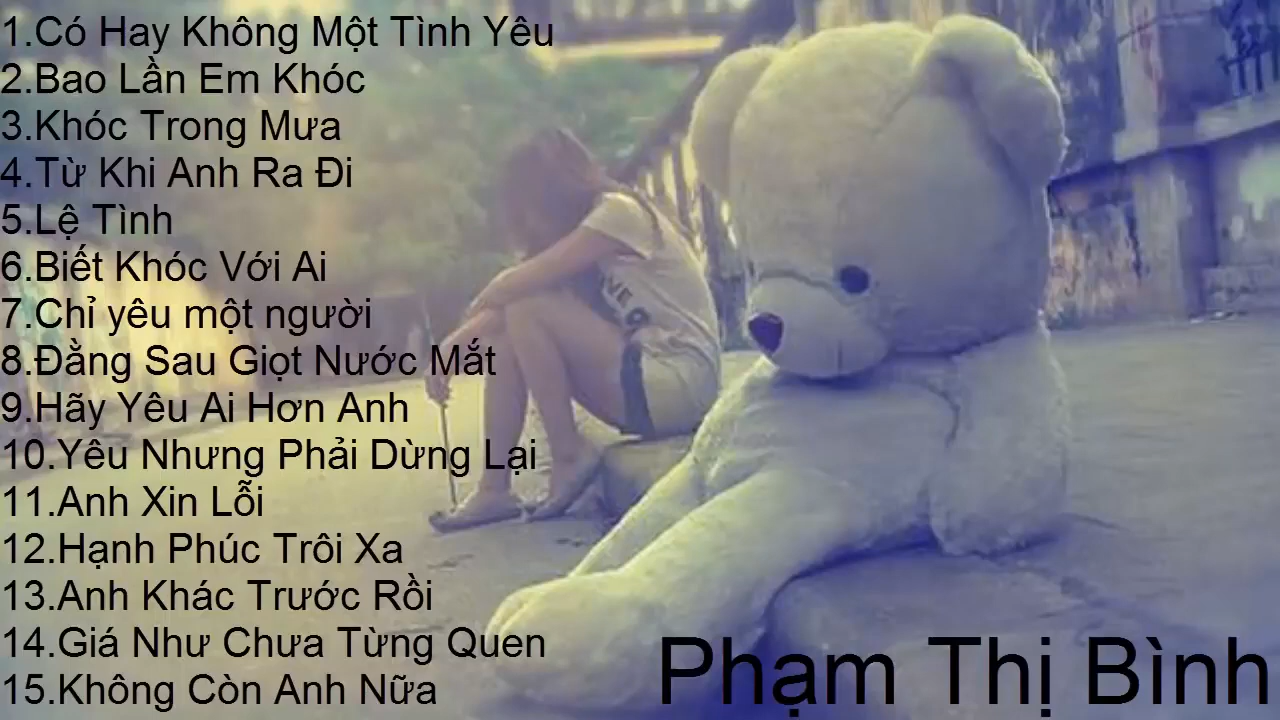 1.Có Hay Không Một Tình Yêu
2.Bao Lần Em Khóc
3.Khóc Trong Mưa
4.Từ Khi Anh Ra Đi
5.Lệ Tình
6.Biết Khóc Với Ai
7.Chỉ yêu một người
8.Đằng Sau Giọt Nước Mắt
9.Hãy Yêu Ai Hơn Anh
10.Yêu Nhưng Phải Dừng Lại
11.Anh Xin Lỗi
12.Hạnh Phúc Trôi Xa
13.Anh Khác Trước Rồi
14.Giá Như Chưa Từng Quen
15.Không Còn Anh Nữa
Phạm Thị Bình